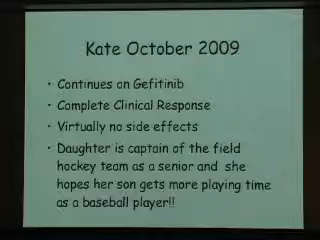 Kate October 2009
• Continues on Gefitinib
• Complete Clinical Response
• Virtually no side effects
• Daughter is captain of the field
hockey team as a senior and she
hopes her son gets more playing time
as a baseball player!!